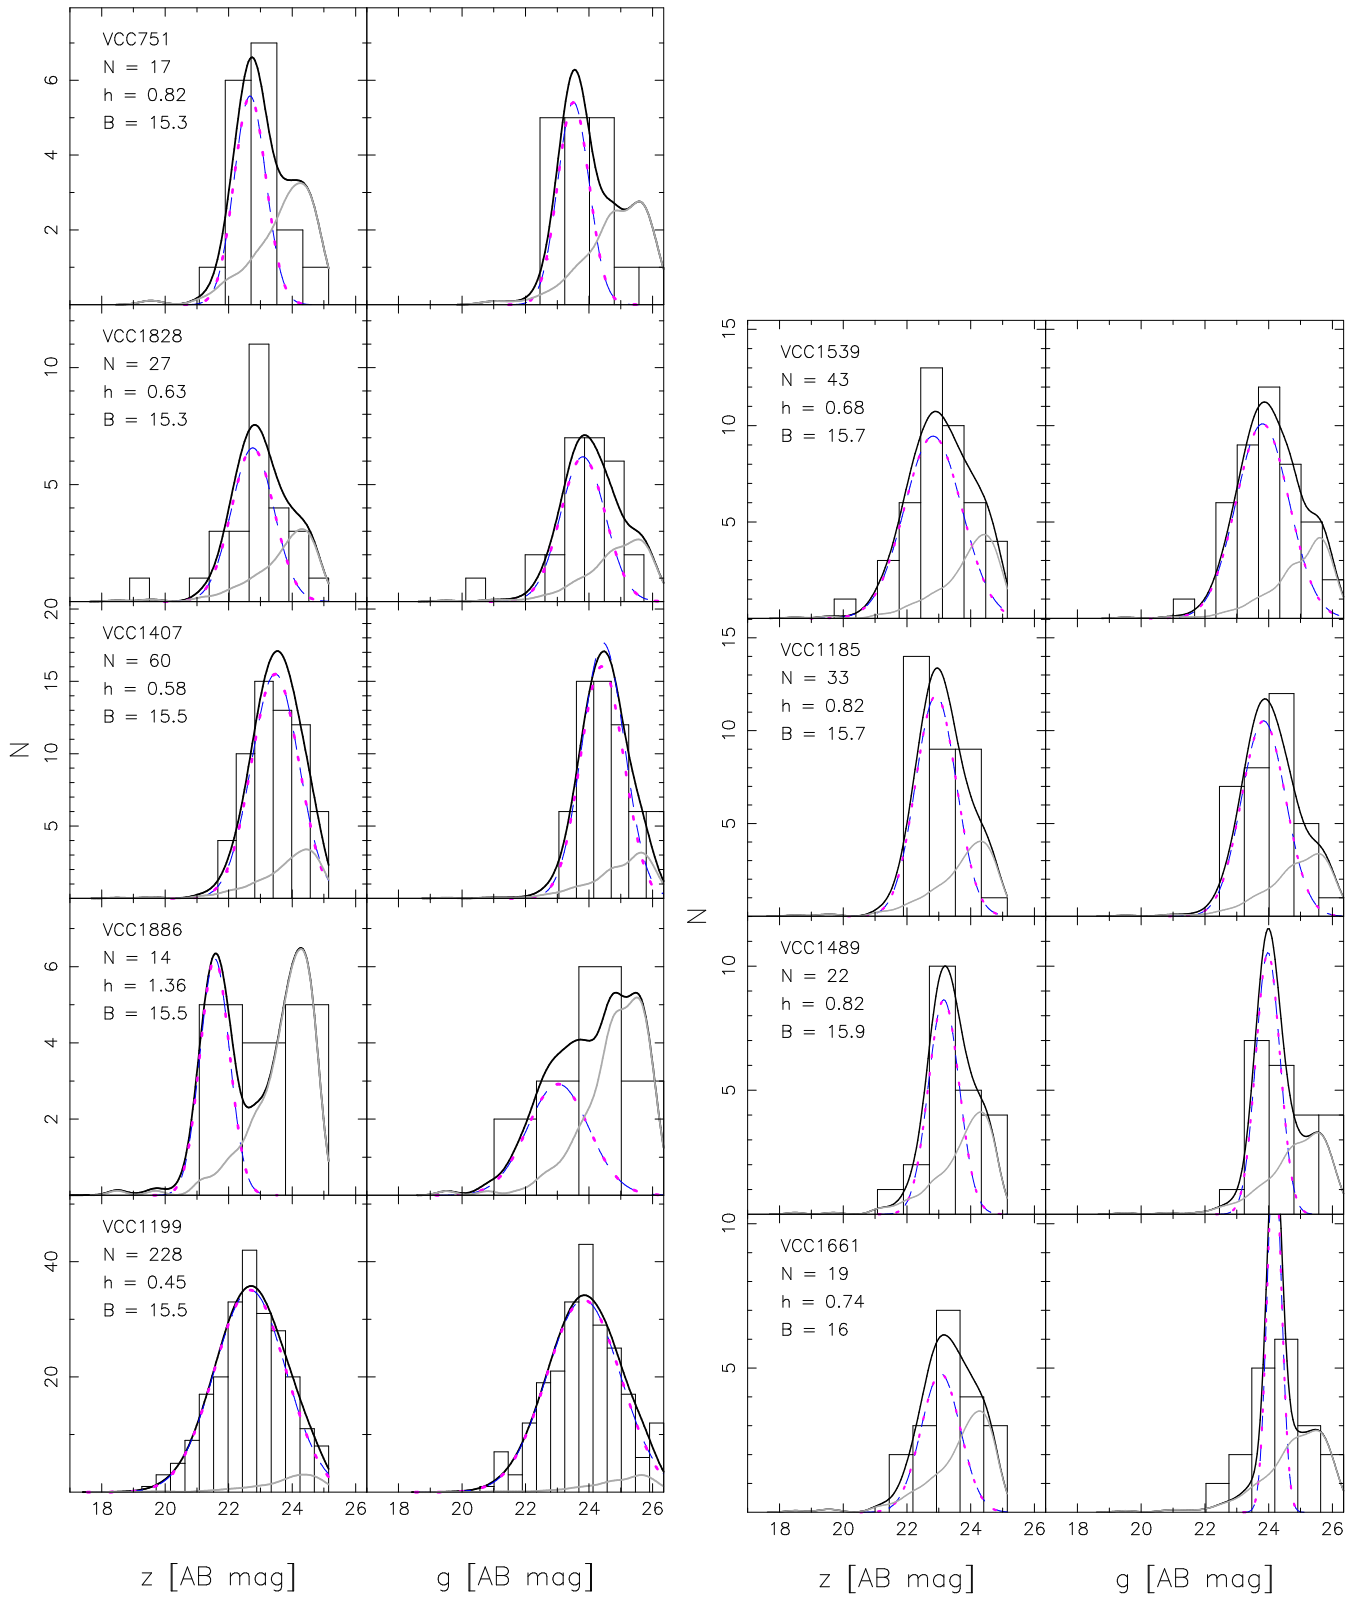 VCC751
N = 17
h = 0.82
B = 15.3
2
4
6
VCC1828
N = 27
h = 0.63
B = 15.3
5
10
VCC1407
N = 60
h = 0.58
B = 15.5
5
10
15
20
VCC1886
N = 14
h = 1.36
B = 15.5
2
4
6
VCC1199
N = 228
h = 0.45
B = 15.5
20
40
0
N
18 20 22 24 26
18 20 22 24 26
z [AB mag]
g [AB mag]
VCC1539
N = 43
h = 0.68
B = 15.7
5
10
15
VCC1185
N = 33
h = 0.82
B = 15.7
5
10
15
VCC1489
N = 22
h = 0.82
B = 15.9
5
10
VCC1661
N = 19
h = 0.74
B = 16
5
10
N
18 20 22 24 26
18 20 22 24 26
z [AB mag]
g [AB mag]